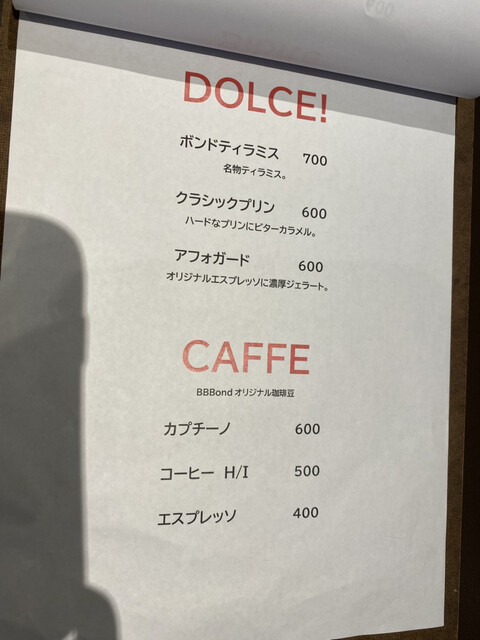 DOLCE!
ボンドティラミス 700
名物ティラミス。
クラシックプリン 600
ハードなプリンにビターカラメル。
アフォガード 600
オリジナルエスプレッソに濃厚ジェラート。
CAFFE
BBBond オリジナル珈琲豆
カプチーノ 600
コーヒー H/I 500
エスプレッソ 400